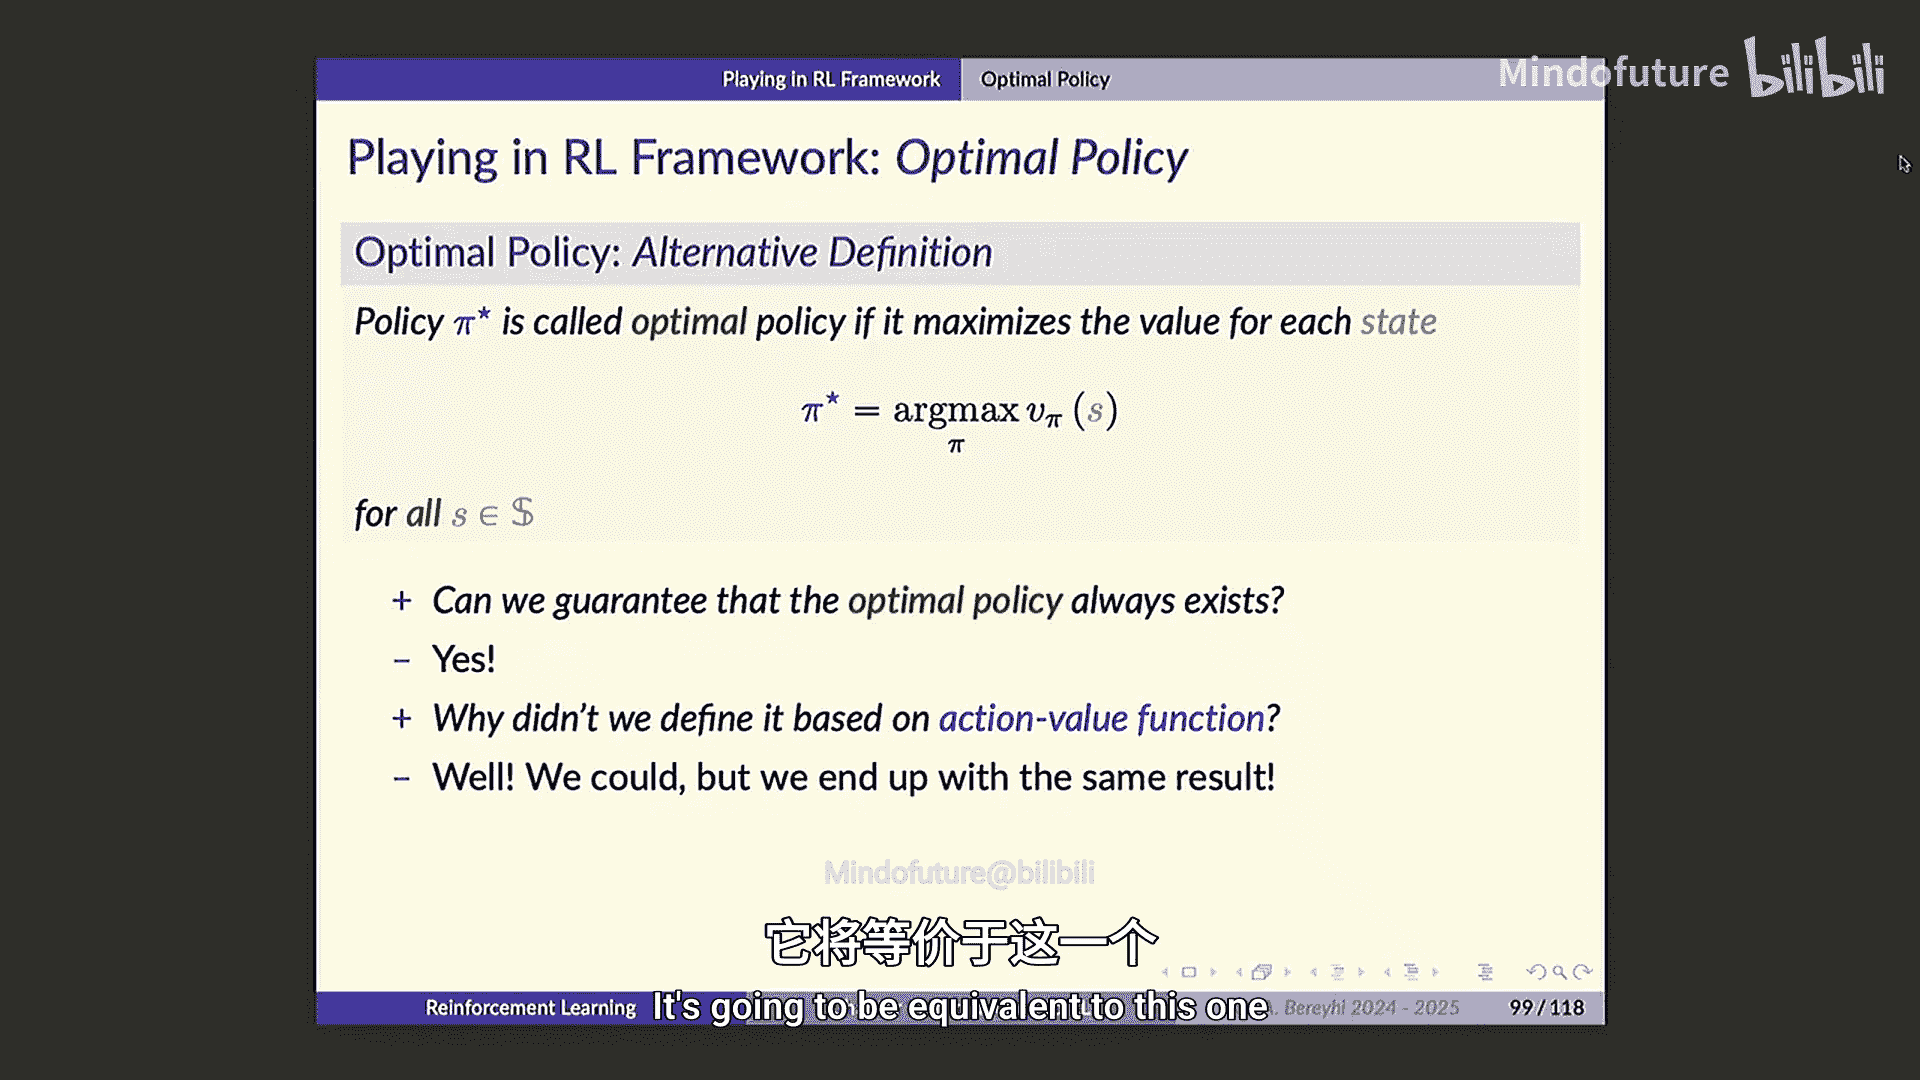 Playing in RL Framework
Optimal Policy
Mindofuture bilibili
Playing in RL Framework: Optimal Policy
Optimal Policy: Alternative Definition
Policy π* is called optimal policy if it maximizes the value for each state
π* = argmax vπ (s)
π
for all s ∈ $
+ Can we guarantee that the optimal policy always exists?
– Yes!
+ Why didn't we define it based on action-value function?
– Well! We could, but we end up with the same result!
Mindofuture@bilibili
它将等价于这一个
Reinforcement Learning
It's going to be equivalent to this one
A. Bereyhi 2024 - 2025
99 / 118